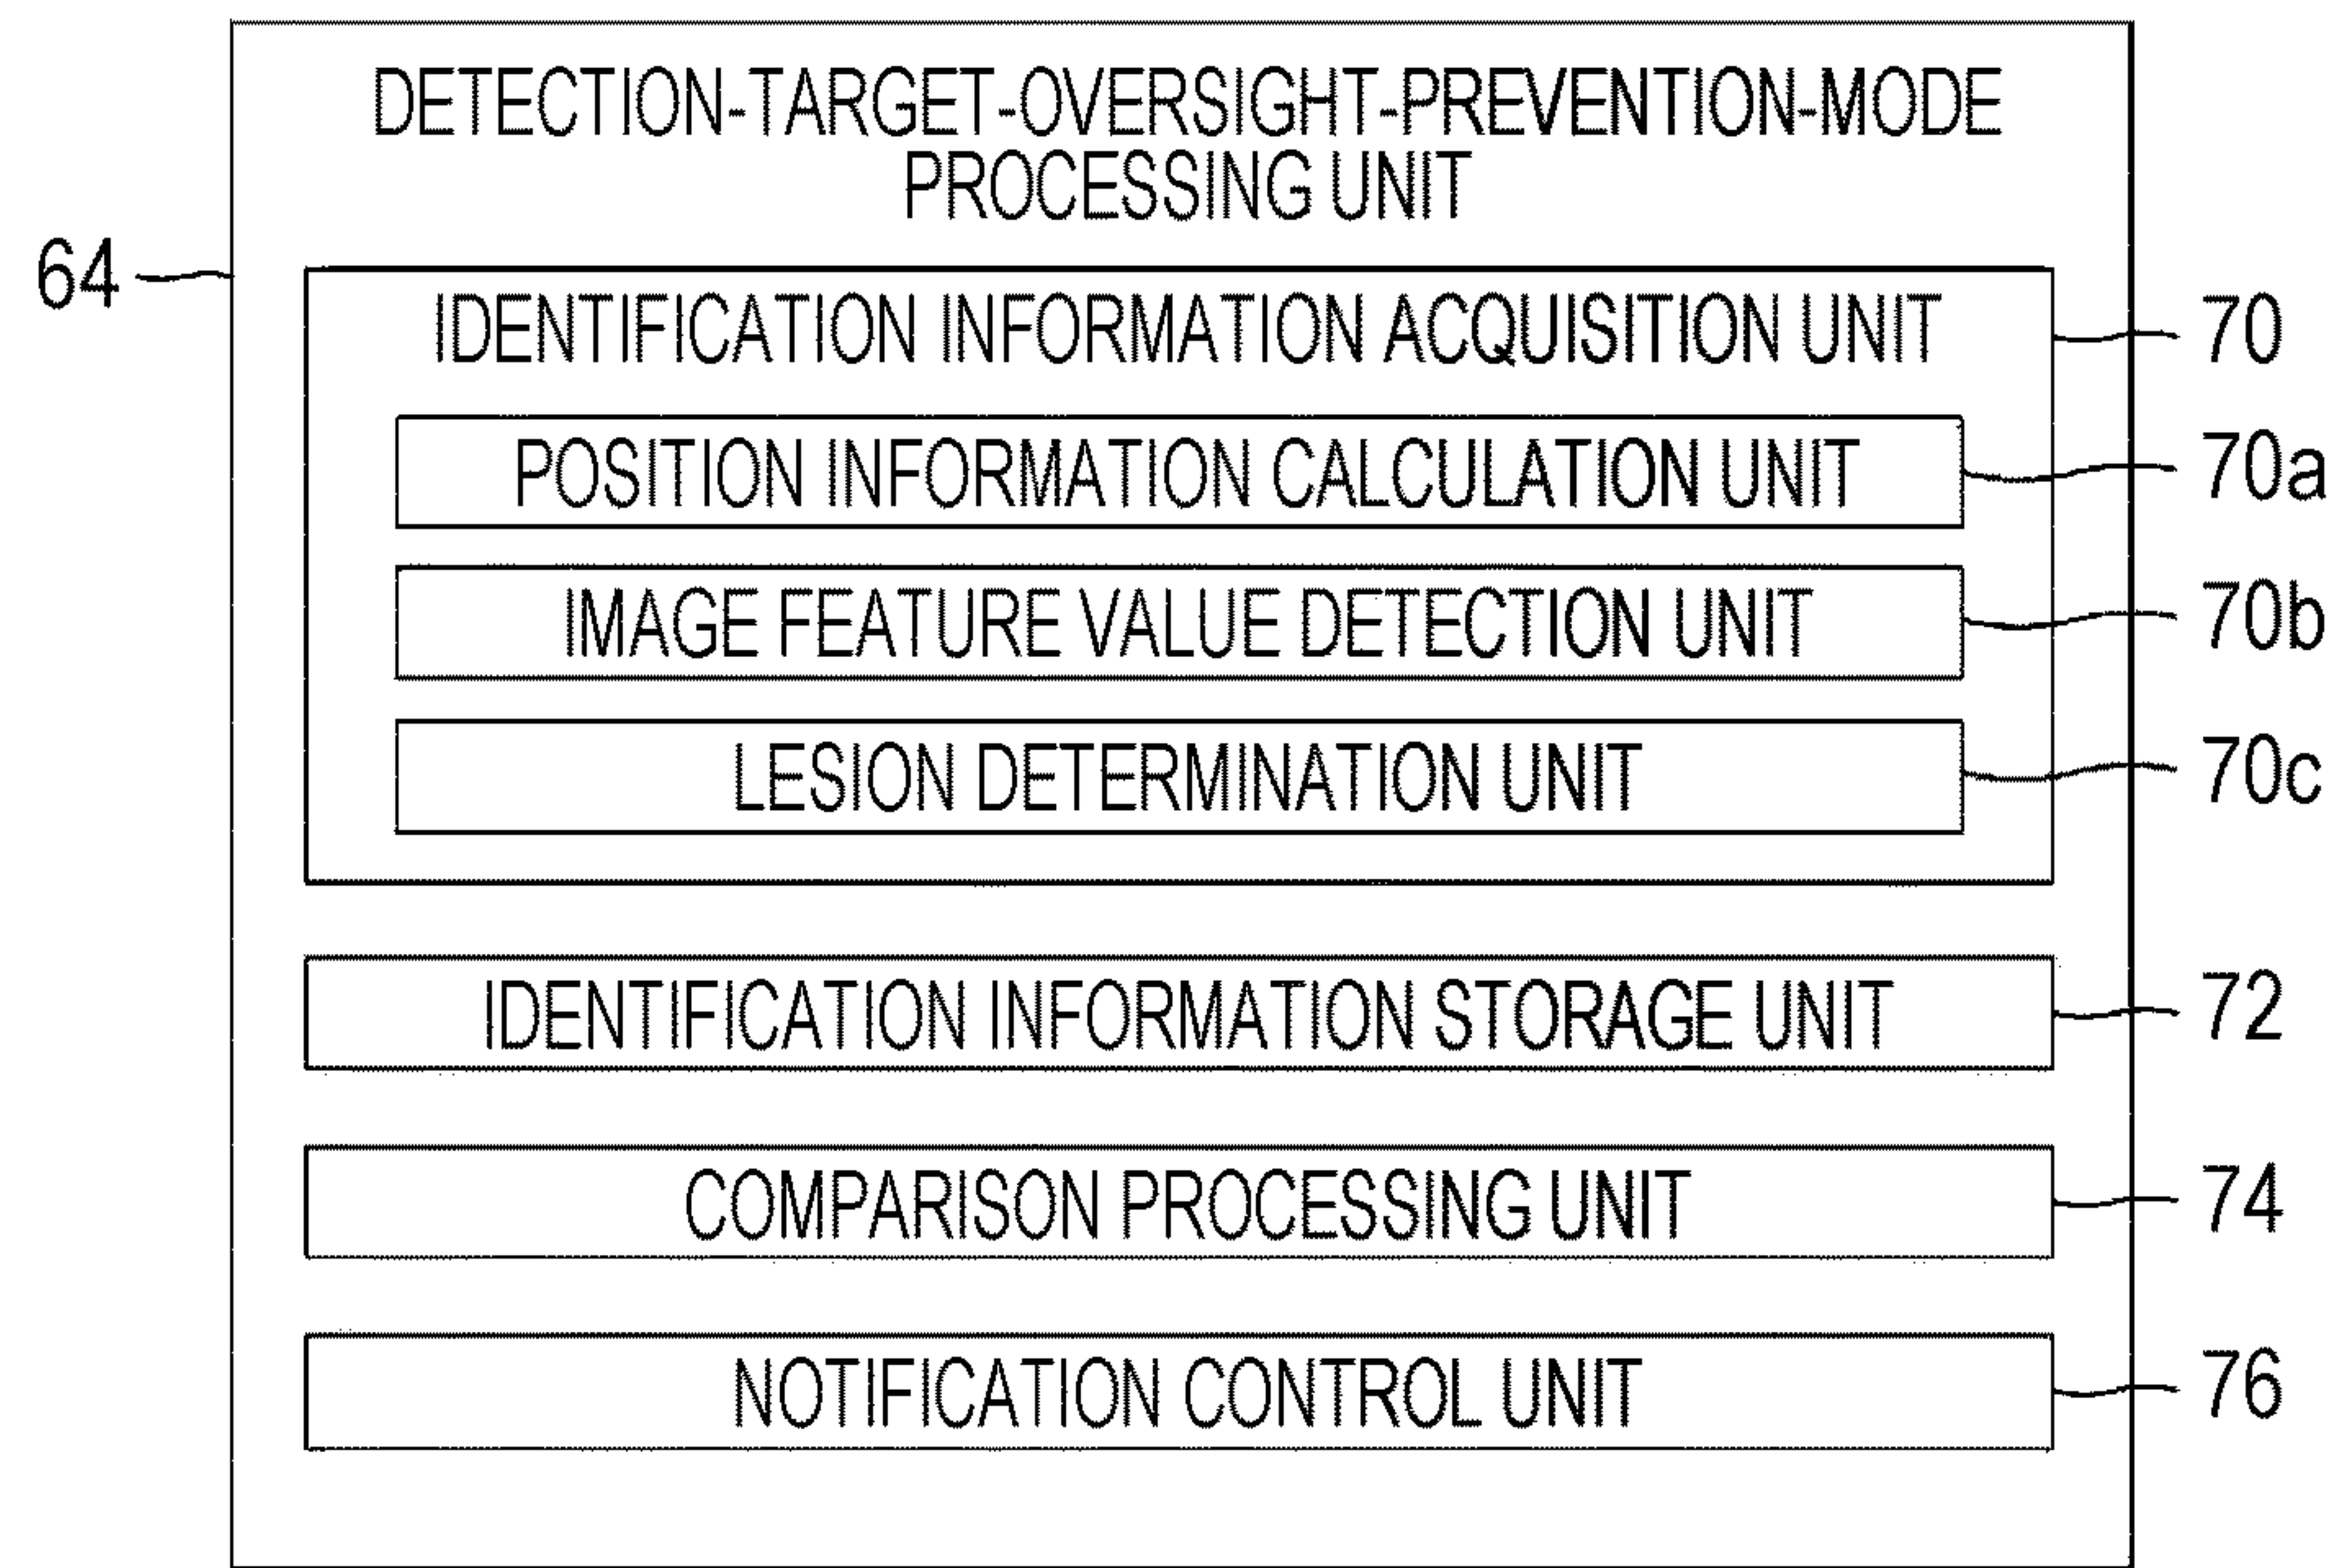 DETECTION-TARGET-OVERSIGHT-PREVENTION-MODE
PROCESSING UNIT
64
IDENTIFICATION INFORMATION ACQUISITION UNIT
70
POSITION INFORMATION CALCULATION UNIT
70a
IMAGE FEATURE VALUE DETECTION UNIT
70b
LESION DETERMINATION UNIT
70c
IDENTIFICATION INFORMATION STORAGE UNIT
72
COMPARISON PROCESSING UNIT
74
NOTIFICATION CONTROL UNIT
76